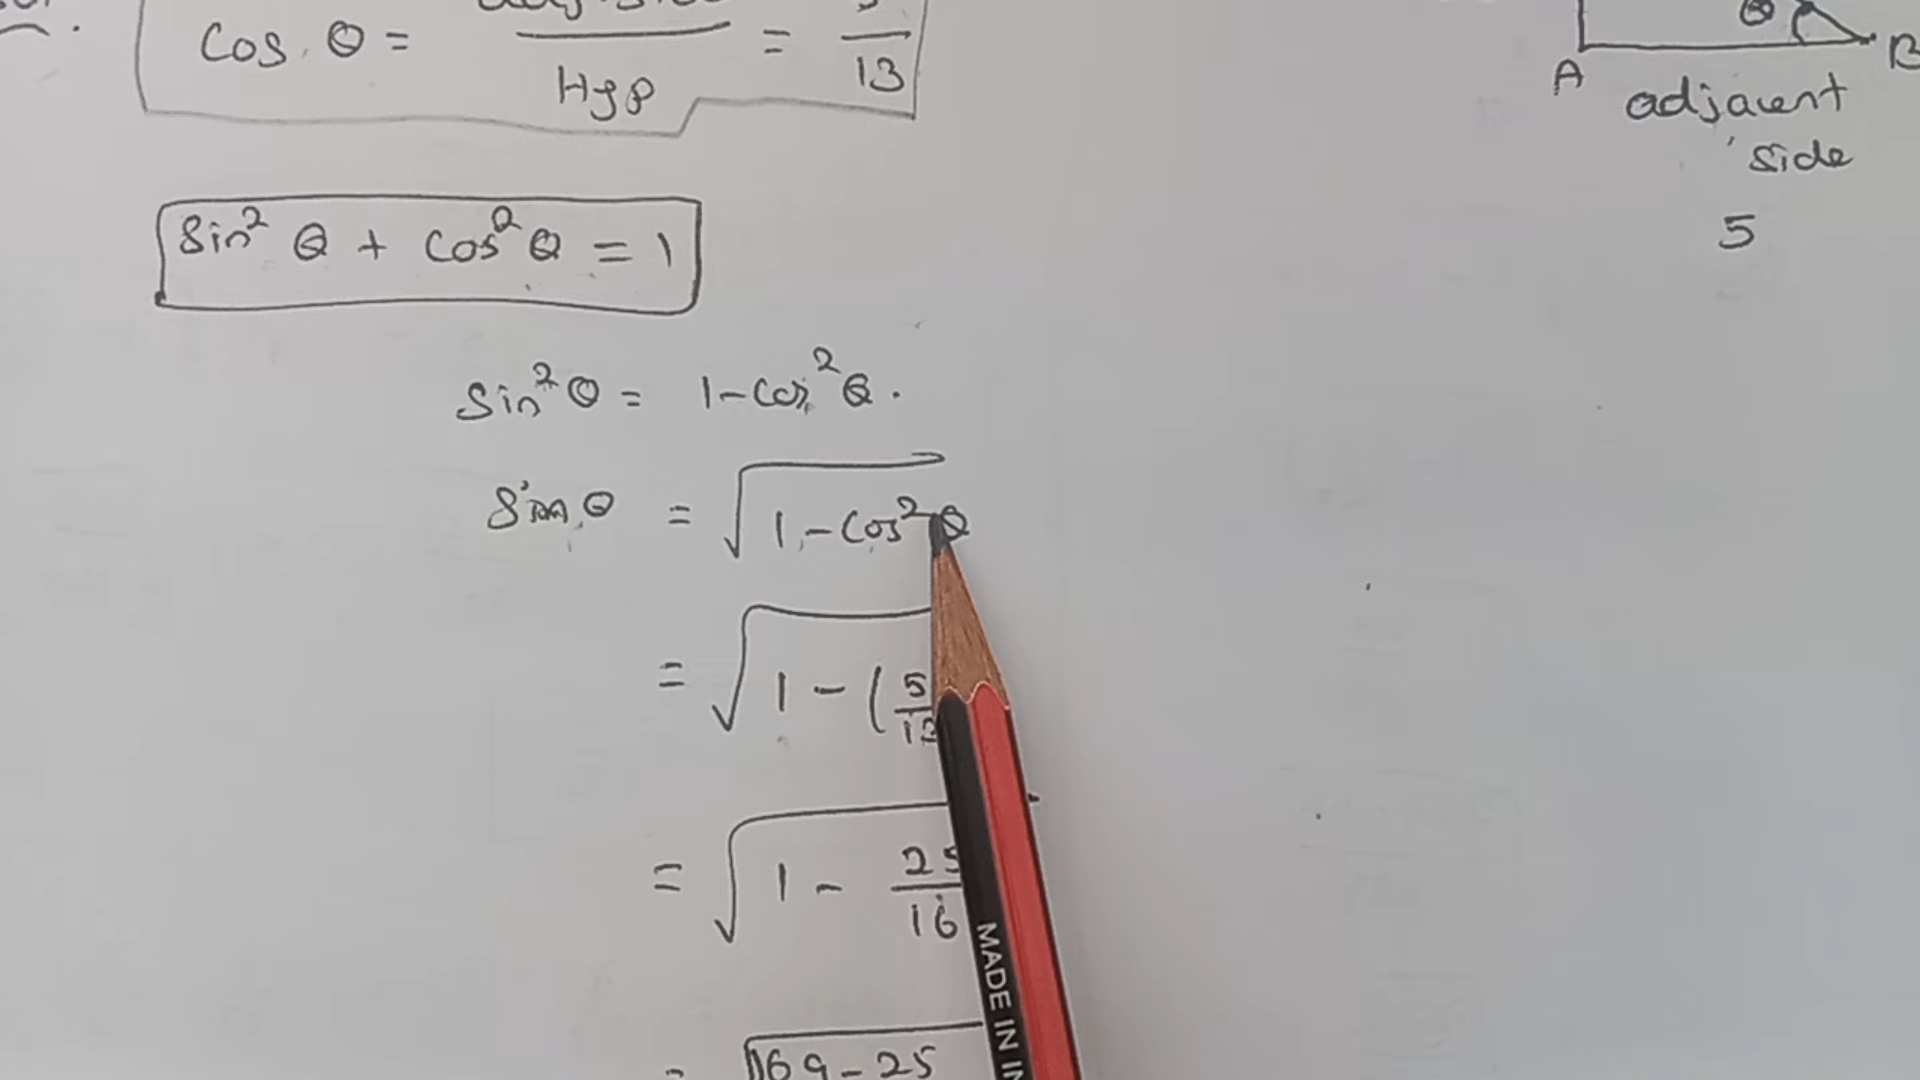 Cos θ = Hyp = 13
A B
adjacent
side
5
Sin² θ + Cos² θ = 1
Sin² θ = 1 - Cos² θ.
Sin θ = √1 - Cos² θ
= √1 - (5
= √1 - 25/16
= √169 - 25
MADE IN